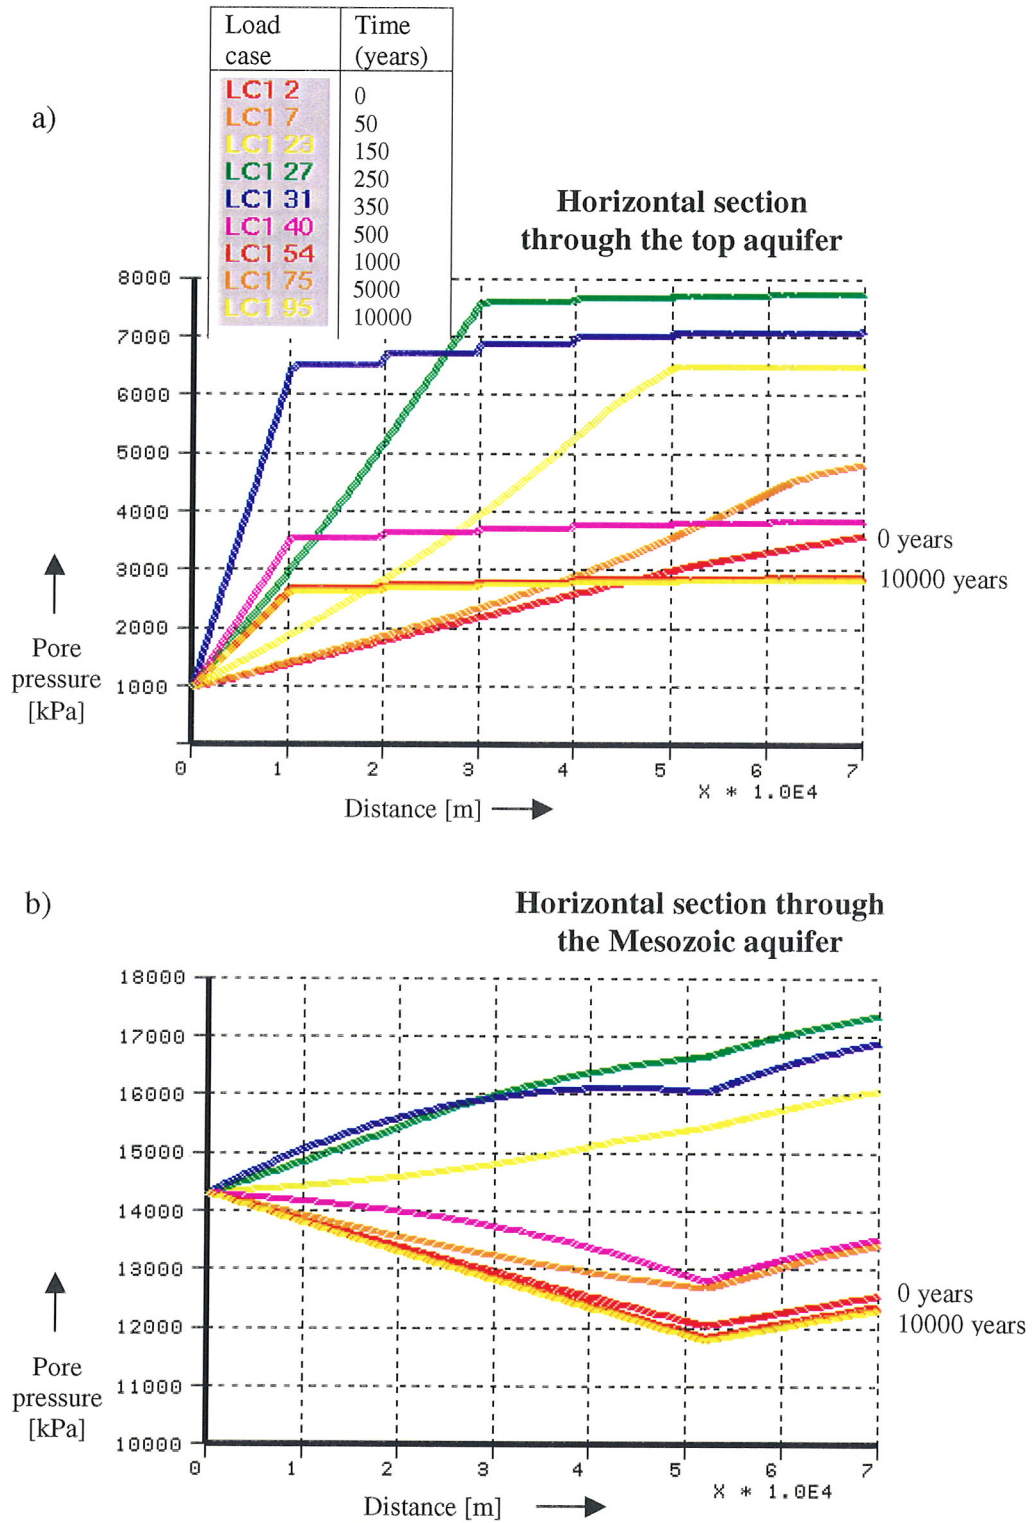 a)
Load case	Time (years)
LC1 2	0
LC1 7	50
LC1 23	150
LC1 27	250
LC1 31	350
LC1 40	500
LC1 54	1000
LC1 75	5000
LC1 95	10000
Horizontal section
through the top aquifer
8000
7000
6000
5000
4000
3000
2000
1000
0 years
10000 years
Pore
pressure
[kPa]
0 1 2 3 4 5 6 7
X * 1.0E4
Distance [m]
b)
Horizontal section through
the Mesozoic aquifer
18000
17000
16000
15000
14000
13000
12000
11000
10000
0 years
10000 years
Pore
pressure
[kPa]
0 1 2 3 4 5 6 7
X * 1.0E4
Distance [m]